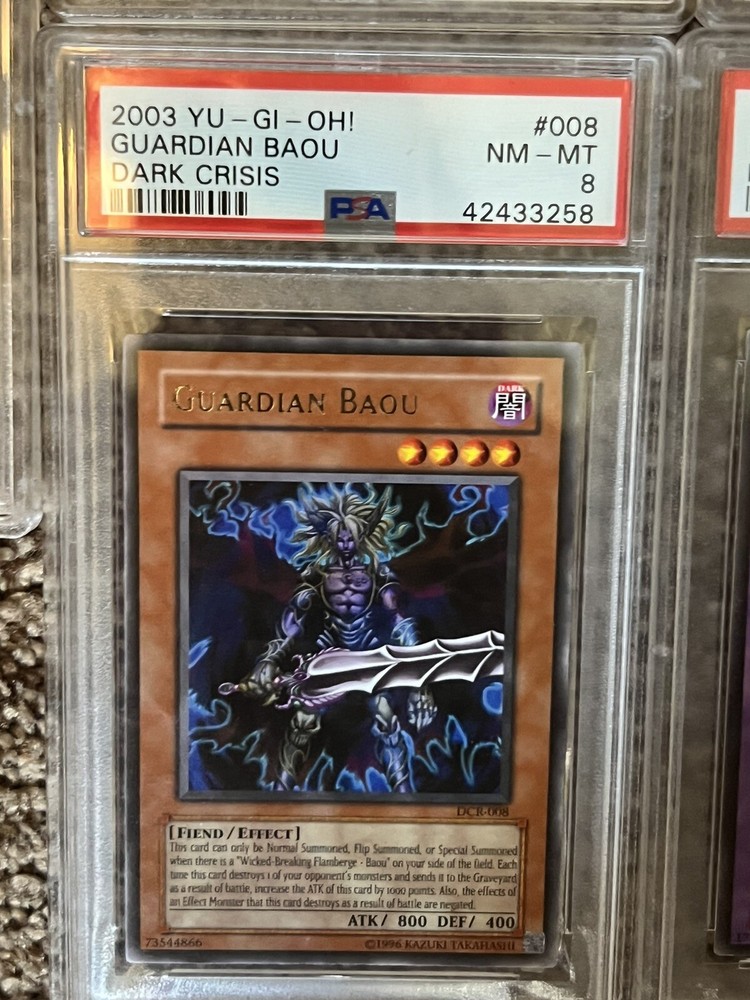 2003 YU-GI-OH! #008
GUARDIAN BAOU NM-MT
DARK CRISIS 8
PSA 42433258
GUARDIAN BAOU
DARK
闇
DCR-008
[FIEND/EFFECT]
This card can only be Normal Summoned, Flip Summoned, or Special Summoned
when there is a "Wicked-Breaking Flamberge - Baou" on your side of the field. Each
time this card destroys 1 of your opponent's monsters and sends it to the Graveyard
as a result of battle, increase the ATK of this card by 1000 points. Also, the effects of
an Effect Monster that this card destroys as a result of battle are negated.
ATK/ 800 DEF/ 400
73544866 ©1996 KAZUKI TAKAHASHI